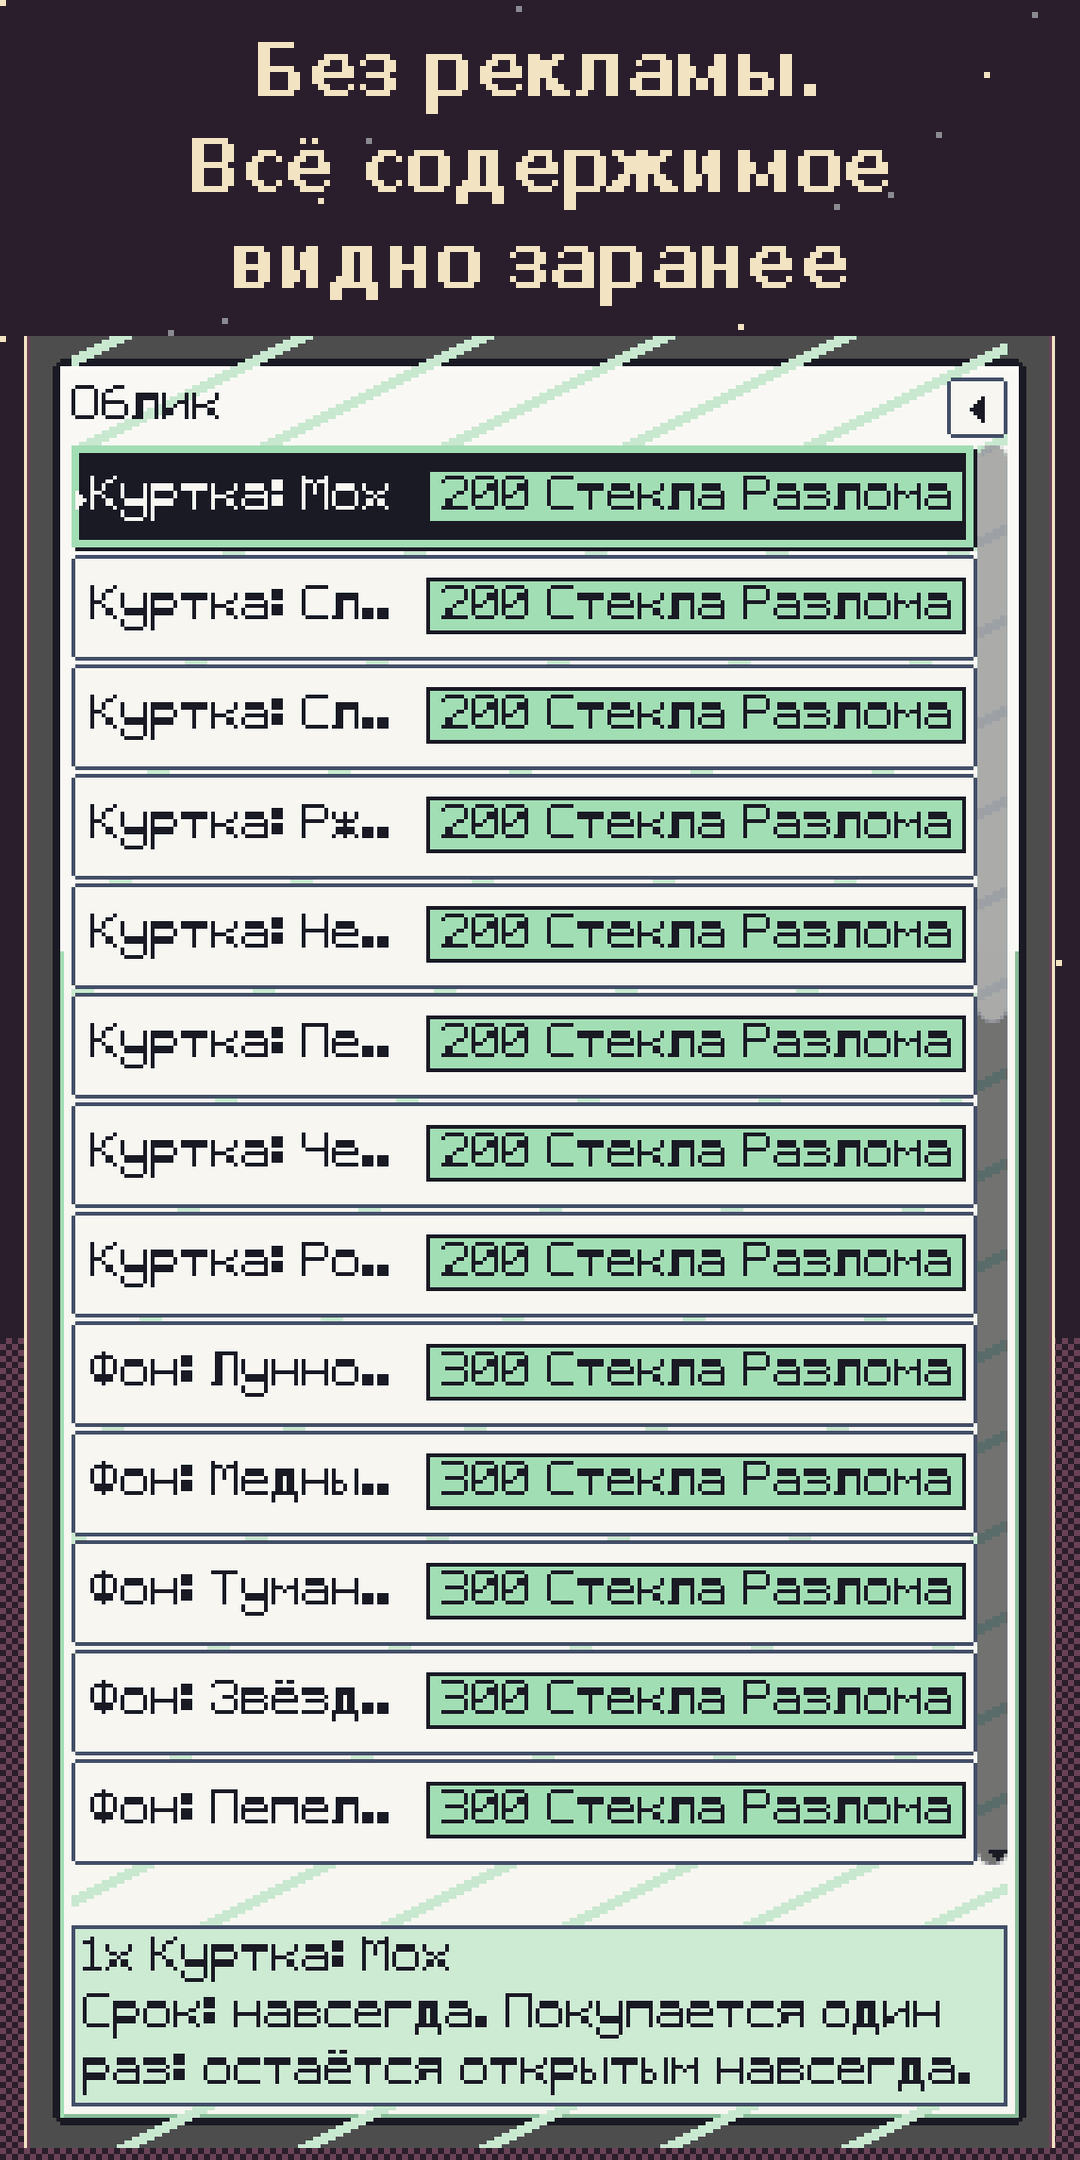 Без рекламы.
Всё содержимое
видно заранее
Облик
Куртка: Мох 200 Стекла Разлома
Куртка: Сл.. 200 Стекла Разлома
Куртка: Сл.. 200 Стекла Разлома
Куртка: Рж.. 200 Стекла Разлома
Куртка: Не.. 200 Стекла Разлома
Куртка: Пе.. 200 Стекла Разлома
Куртка: Че.. 200 Стекла Разлома
Куртка: Ро.. 200 Стекла Разлома
Фон: Лунно.. 300 Стекла Разлома
Фон: Медны.. 300 Стекла Разлома
Фон: Туман.. 300 Стекла Разлома
Фон: Звёзд.. 300 Стекла Разлома
Фон: Пепел.. 300 Стекла Разлома
1x Куртка: Мох
Срок: навсегда. Покупается один
раз: остаётся открытым навсегда.